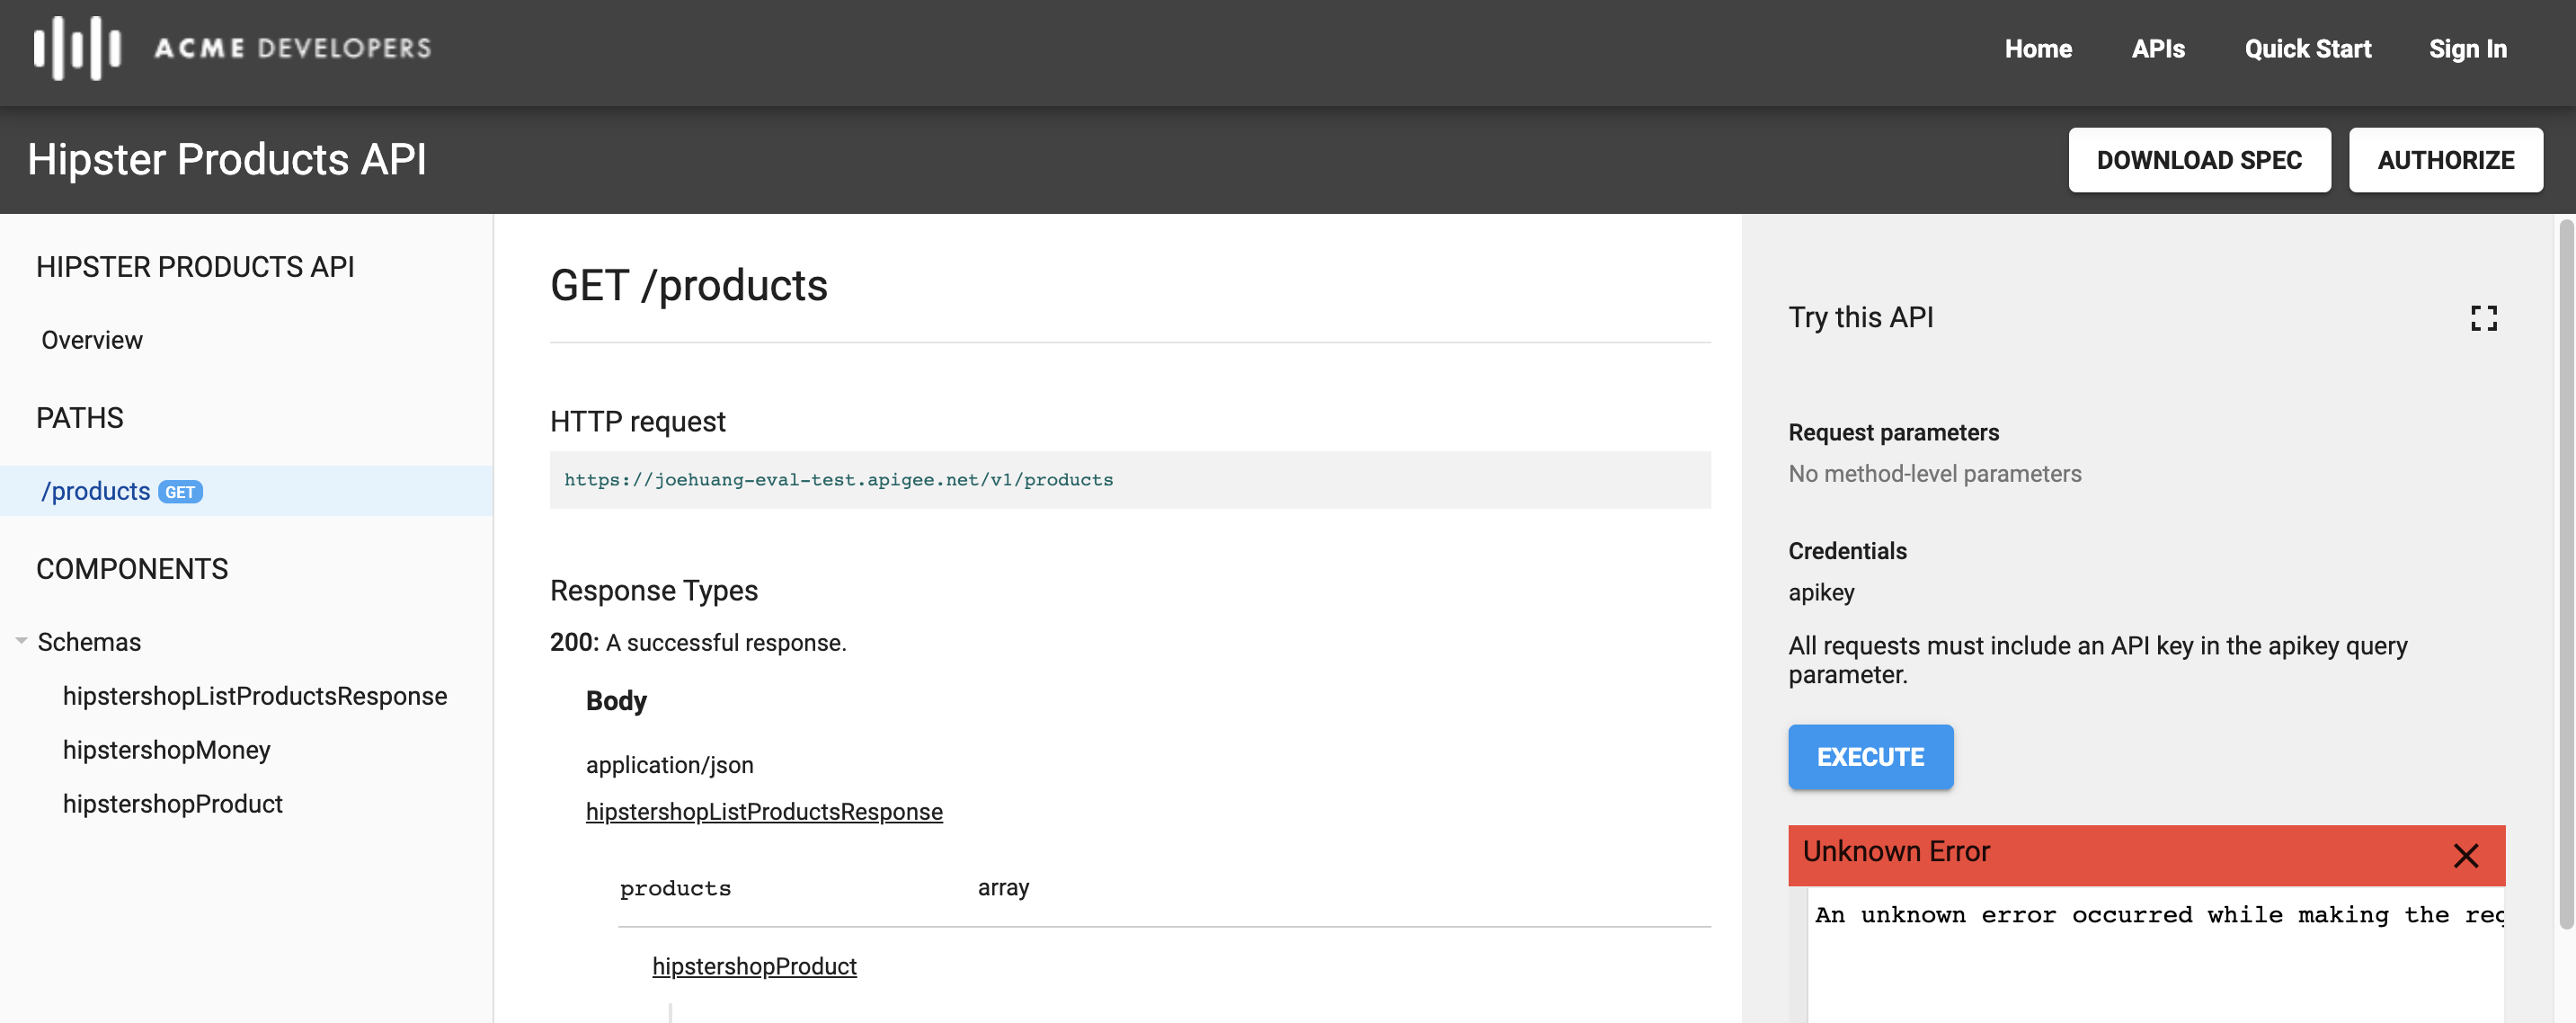 ACME DEVELOPERS
Home APIs Quick Start Sign In
Hipster Products API
DOWNLOAD SPEC AUTHORIZE
HIPSTER PRODUCTS API
Overview
PATHS
/products GET
COMPONENTS
Schemas
hipstershopListProductsResponse
hipstershopMoney
hipstershopProduct
GET /products
HTTP request
https://joehuang-eval-test.apigee.net/v1/products
Response Types
200: A successful response.
Body
application/json
hipstershopListProductsResponse
products array
hipstershopProduct
Try this API
Request parameters
No method-level parameters
Credentials
apikey
All requests must include an API key in the apikey query
parameter.
EXECUTE
Unknown Error
An unknown error occurred while making the